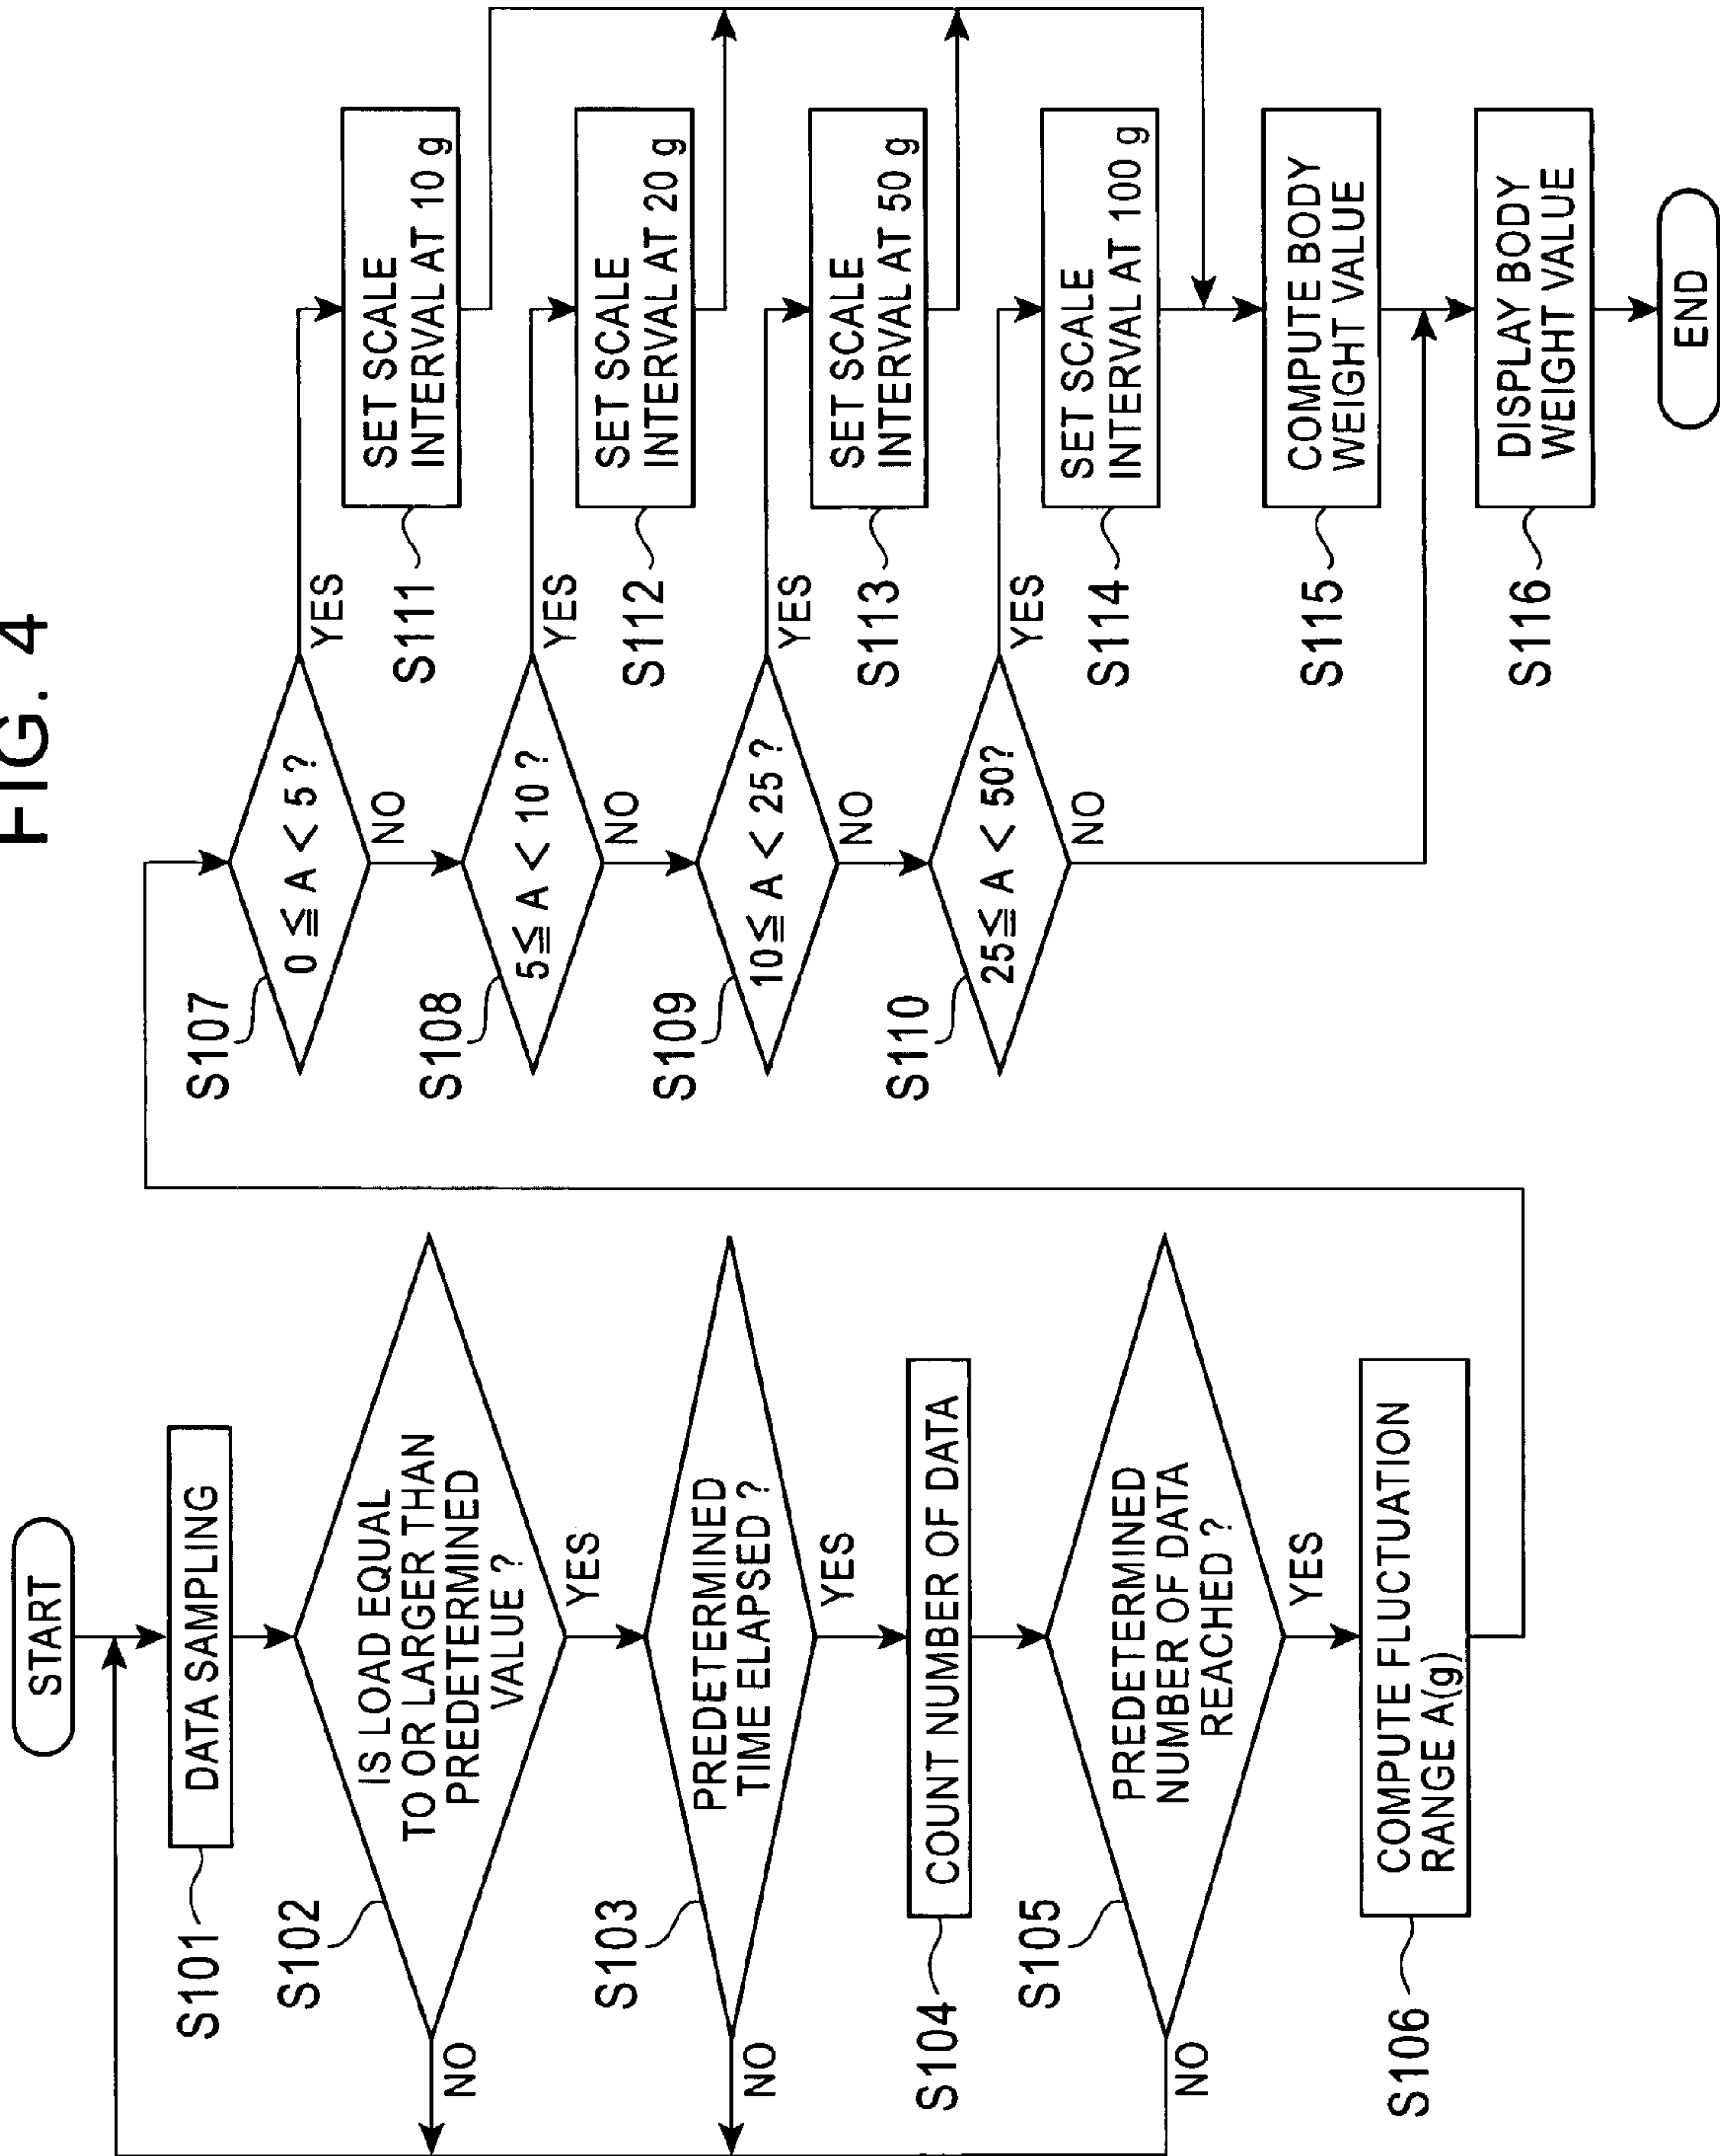 FIG. 4
START
S101
DATA SAMPLING
S102
IS LOAD EQUAL
TO OR LARGER THAN
PREDETERMINED
VALUE ?
NO
YES
S103
PREDETERMINED
TIME ELAPSED ?
NO
YES
S104
COUNT NUMBER OF DATA
S105
PREDETERMINED
NUMBER OF DATA
REACHED ?
NO
YES
S106
COMPUTE FLUCTUATION
RANGE A(g)
S107
0 ≦ A < 5 ?
YES
NO
S111
SET SCALE
INTERVAL AT 10 g
S108
5 ≦ A < 10 ?
YES
NO
S112
SET SCALE
INTERVAL AT 20 g
S109
10 ≦ A < 25 ?
YES
NO
S113
SET SCALE
INTERVAL AT 50 g
S110
25 ≦ A < 50?
YES
NO
S114
SET SCALE
INTERVAL AT 100 g
S115
COMPUTE BODY
WEIGHT VALUE
S116
DISPLAY BODY
WEIGHT VALUE
END